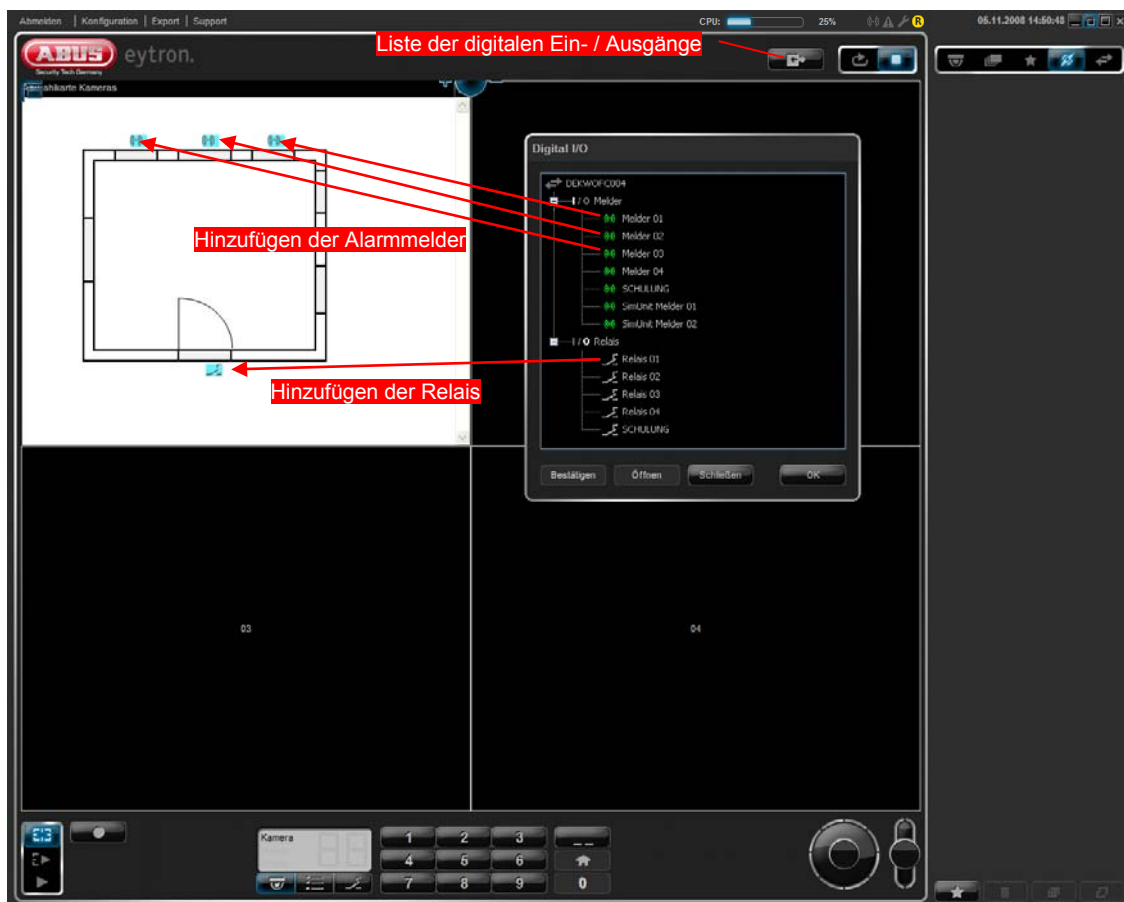 Abmelden | Konfiguration | Export | Support
CPU: 25% R 05.11.2008 14:50:48
ABUS eytron.
Security Tech Germany
Liste der digitalen Ein- / Ausgänge
Kameras
Digital I/O
DEKWOFC004
I / O Melder
Melder 01
Melder 02
Melder 03
Melder 04
SCHULUNG
SimUnit Melder 01
SimUnit Melder 02
I / O Relais
Relais 01
Relais 02
Relais 03
Relais 04
SCHULUNG
Bestätigen Öffnen Schließen OK
Hinzufügen der Alarmmelder
Hinzufügen der Relais
03
04
Kamera
1 2 3 _ _
4 5 6
7 8 9 0